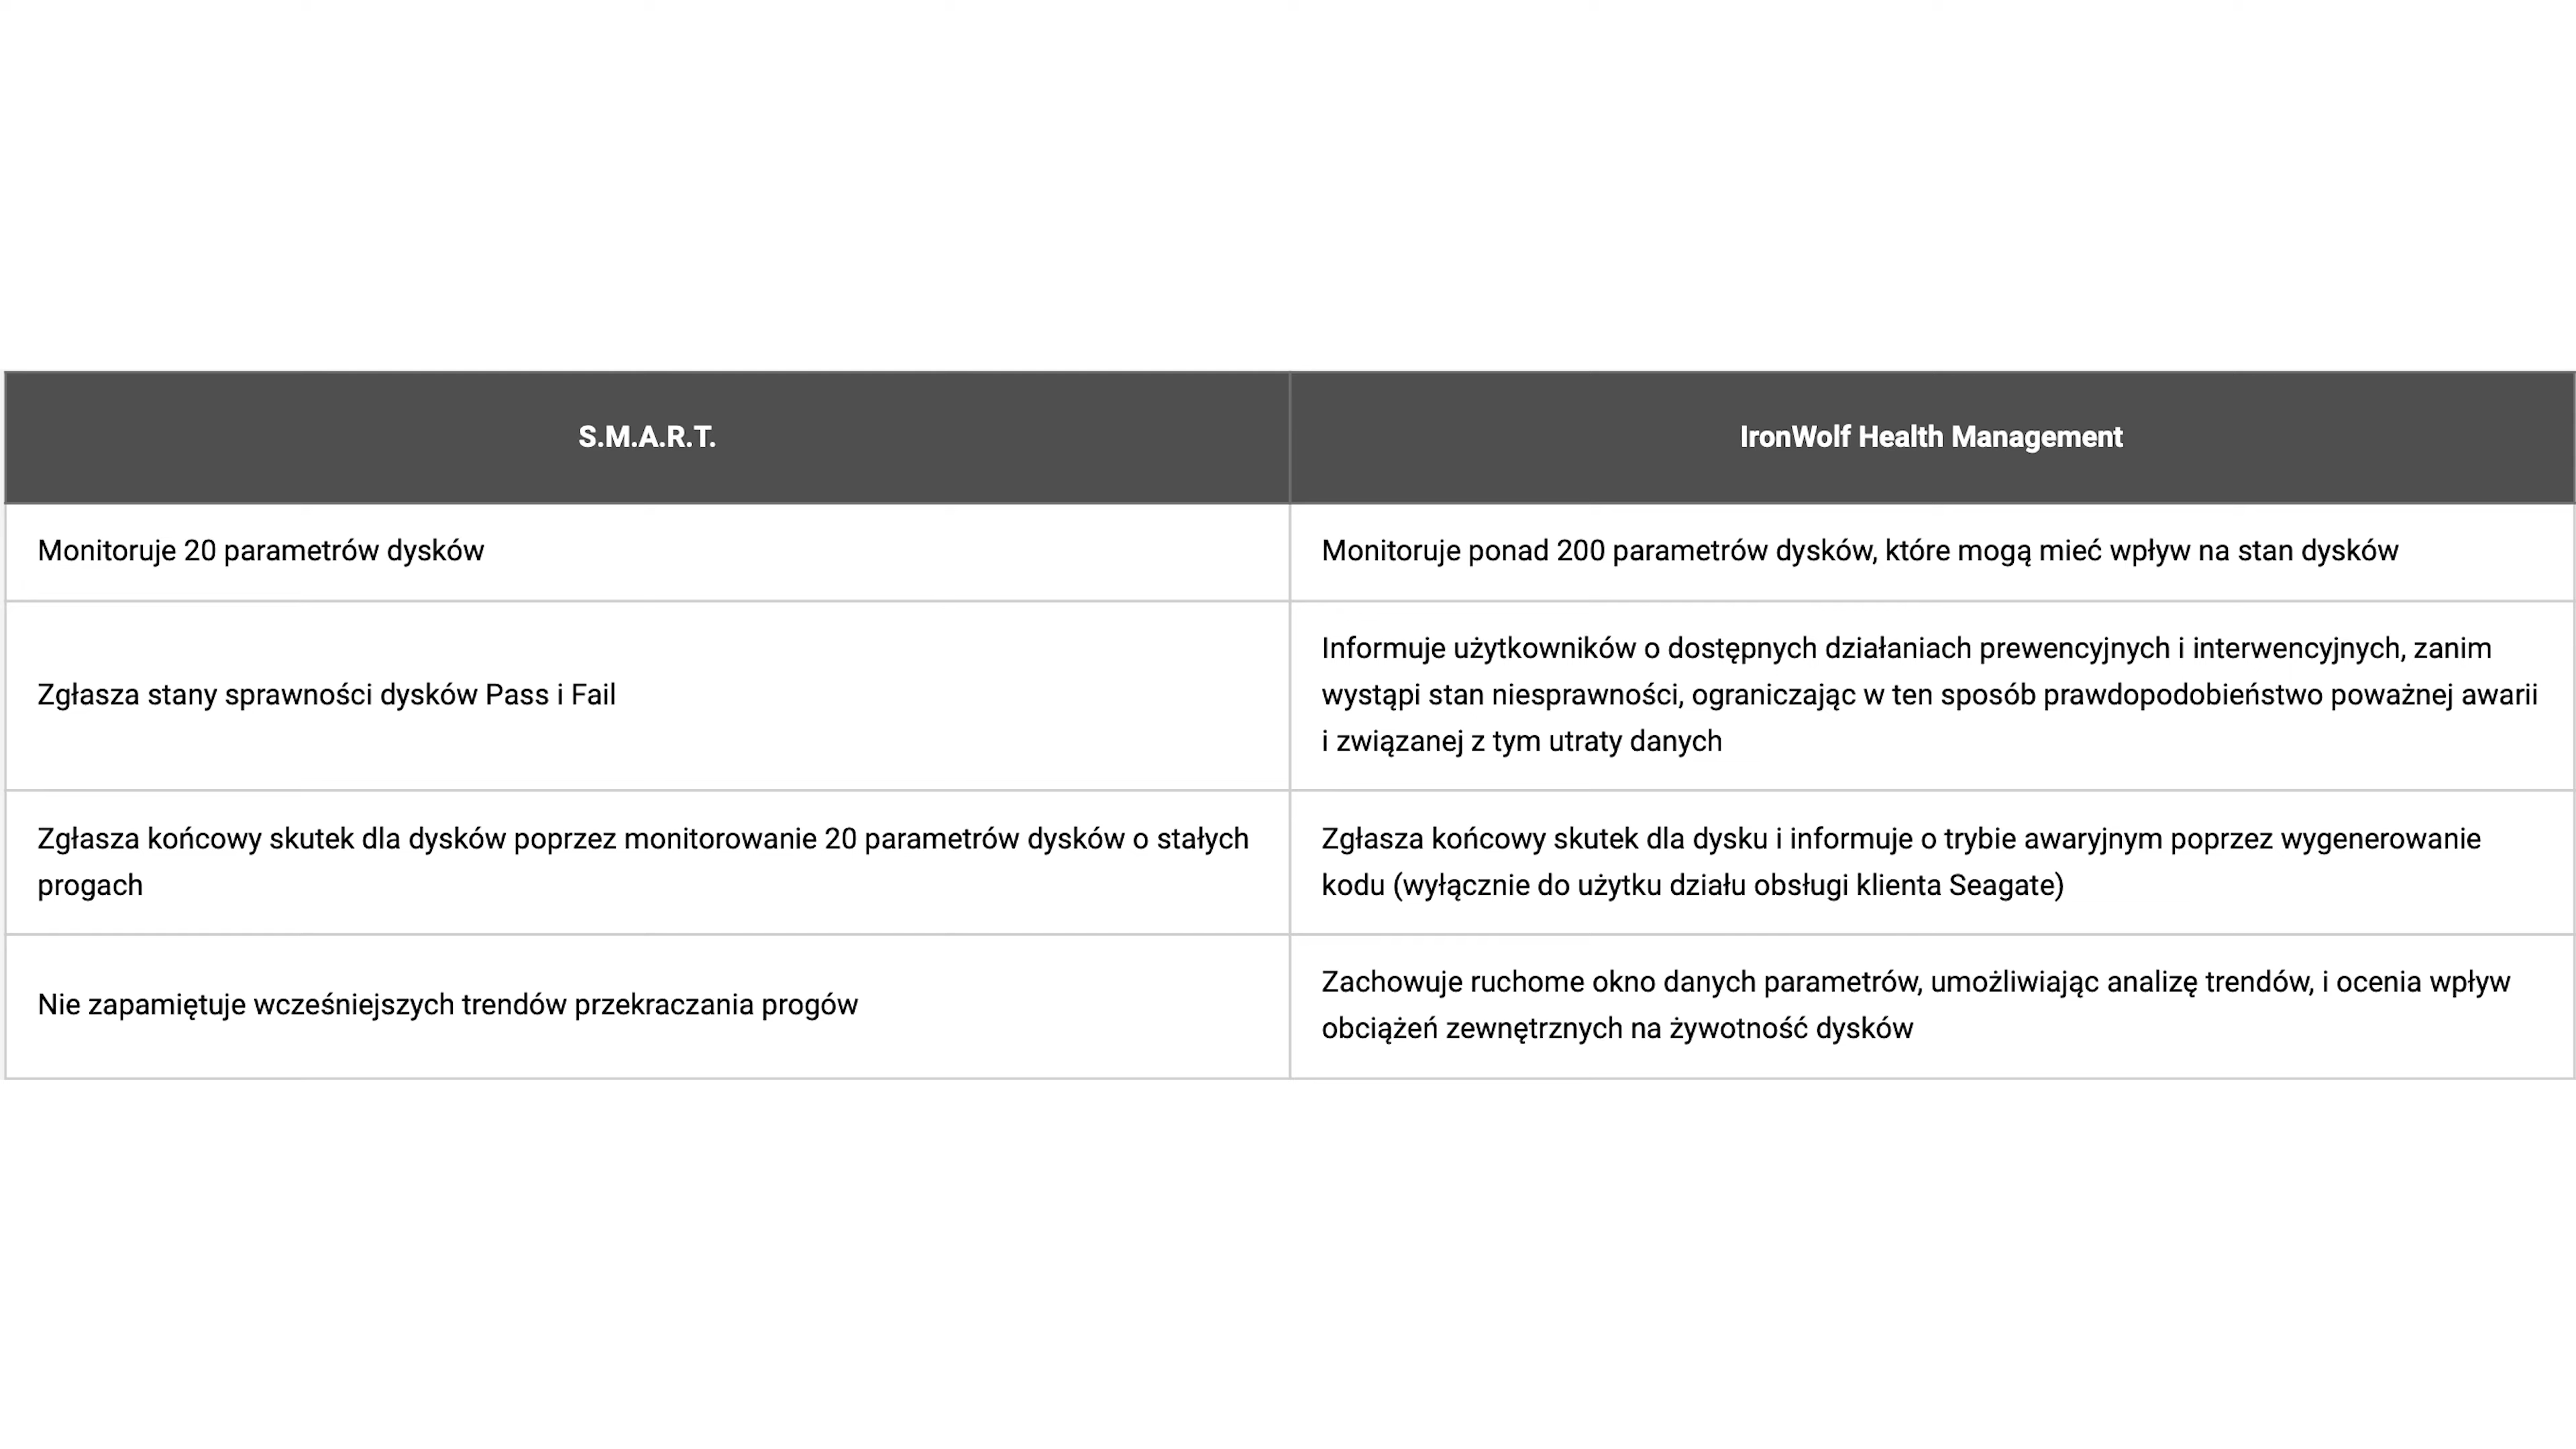 S.M.A.R.T.
IronWolf Health Management
Monitoruje 20 parametrów dysków
Monitoruje ponad 200 parametrów dysków, które mogą mieć wpływ na stan dysków
Zgłasza stany sprawności dysków Pass i Fail
Informuje użytkowników o dostępnych działaniach prewencyjnych i interwencyjnych, zanim
wystąpi stan niesprawności, ograniczając w ten sposób prawdopodobieństwo poważnej awarii
i związanej z tym utraty danych
Zgłasza końcowy skutek dla dysków poprzez monitorowanie 20 parametrów dysków o stałych
progach
Zgłasza końcowy skutek dla dysku i informuje o trybie awaryjnym poprzez wygenerowanie
kodu (wyłącznie do użytku działu obsługi klienta Seagate)
Nie zapamiętuje wcześniejszych trendów przekraczania progów
Zachowuje ruchome okno danych parametrów, umożliwiając analizę trendów, i ocenia wpływ
obciążeń zewnętrznych na żywotność dysków